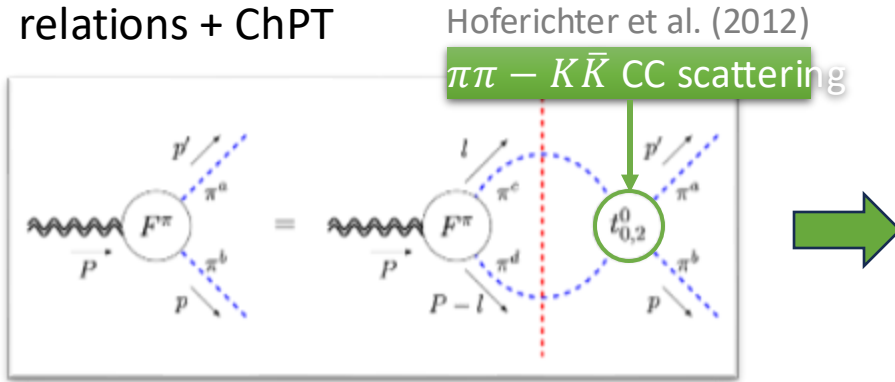 relations + ChPT
Hoferichter et al. (2012)
ππ − KK̄ CC scattering
p′
π^a
F^π
P
π^b
p
=
l
π^c
F^π
P
π^d
P − l
t^0_{0,2}
p′
π^a
π^b
p